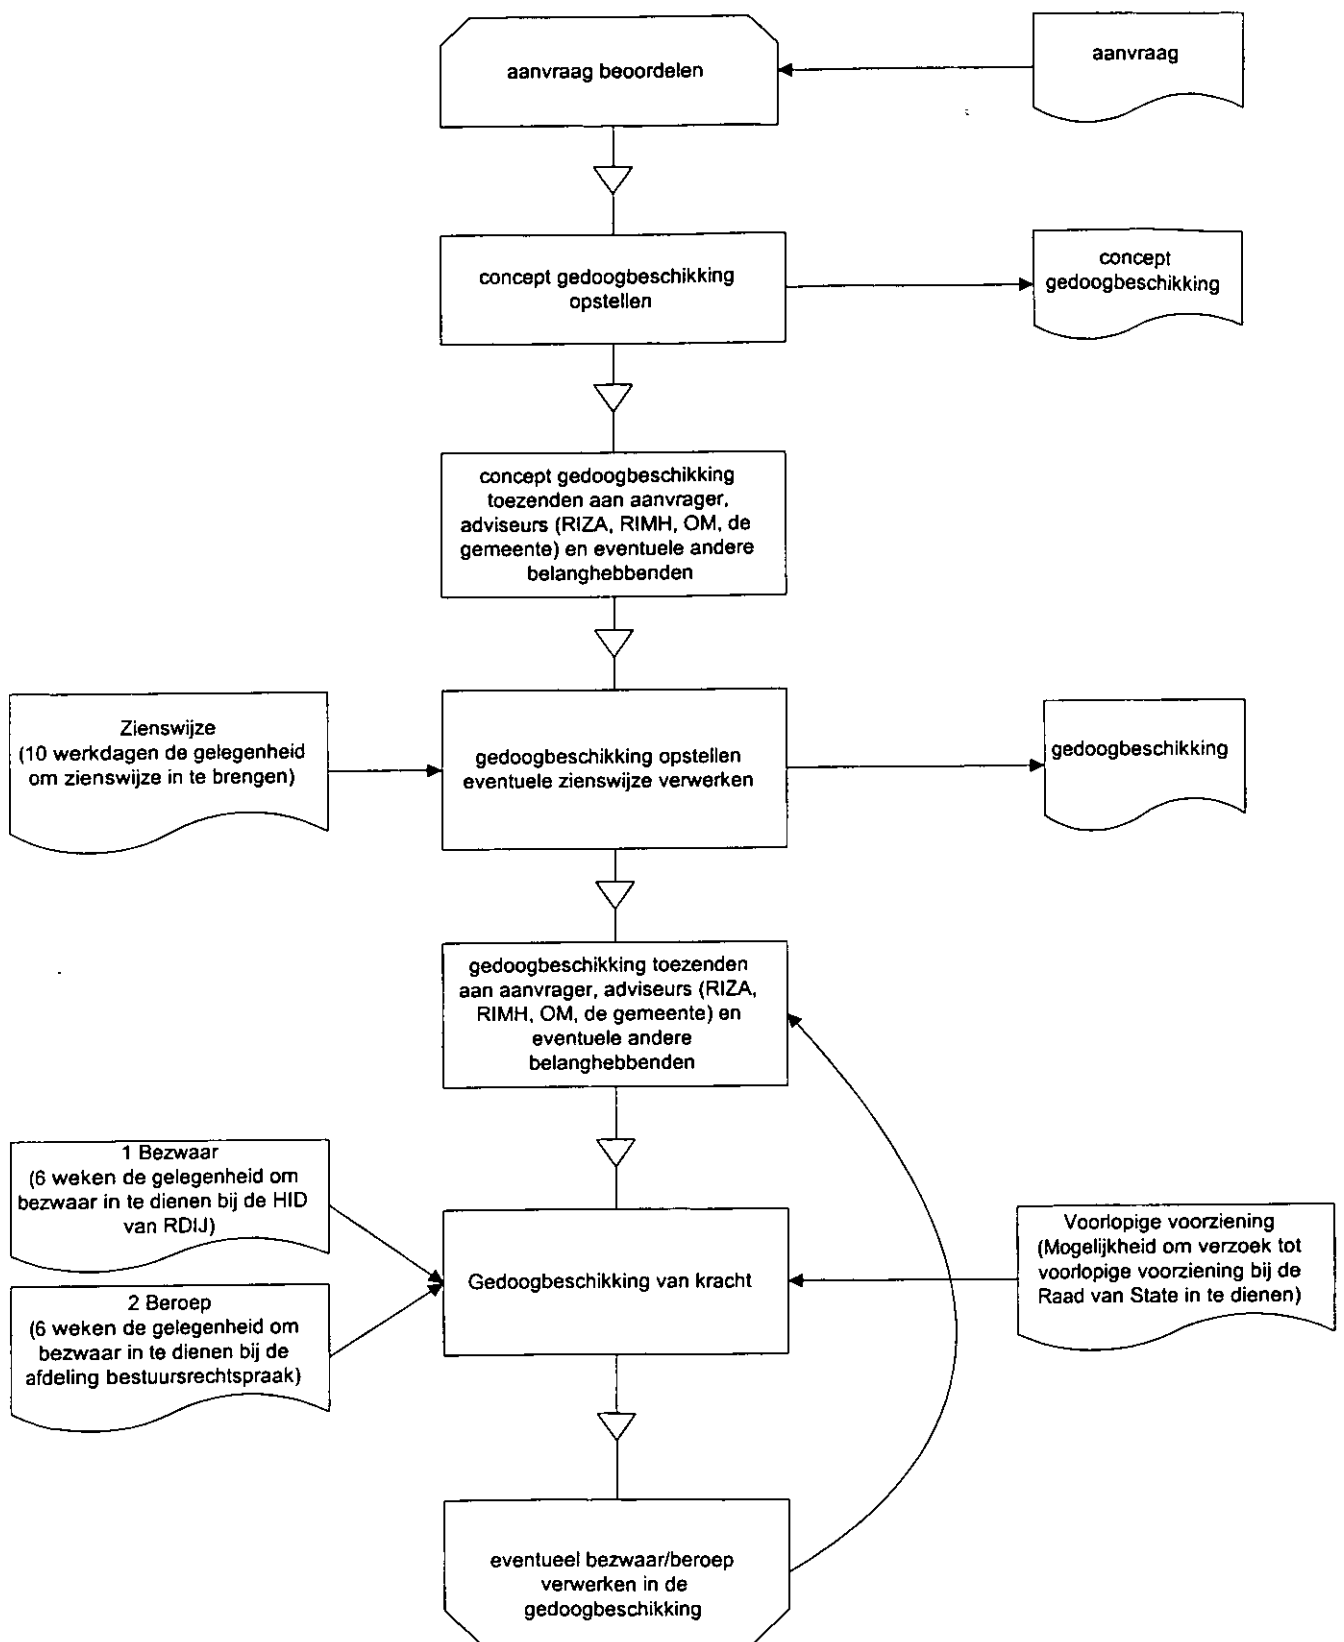 aanvraag beoordelen
aanvraag
concept gedoogbeschikking
opstellen
concept
gedoogbeschikking
concept gedoogbeschikking
toezenden aan aanvrager,
adviseurs (RIZA, RIMH, OM, de
gemeente) en eventuele andere
belanghebbenden
Zienswijze
(10 werkdagen de gelegenheid
om zienswijze in te brengen)
gedoogbeschikking opstellen
eventuele zienswijze verwerken
gedoogbeschikking
gedoogbeschikking toezenden
aan aanvrager, adviseurs (RIZA,
RIMH, OM, de gemeente) en
eventuele andere
belanghebbenden
1 Bezwaar
(6 weken de gelegenheid om
bezwaar in te dienen bij de HID
van RDIJ)
2 Beroep
(6 weken de gelegenheid om
bezwaar in te dienen bij de
afdeling bestuursrechtspraak)
Gedoogbeschikking van kracht
Voorlopige voorziening
(Mogelijkheid om verzoek tot
voorlopige voorziening bij de
Raad van State in te dienen)
eventueel bezwaar/beroep
verwerken in de
gedoogbeschikking